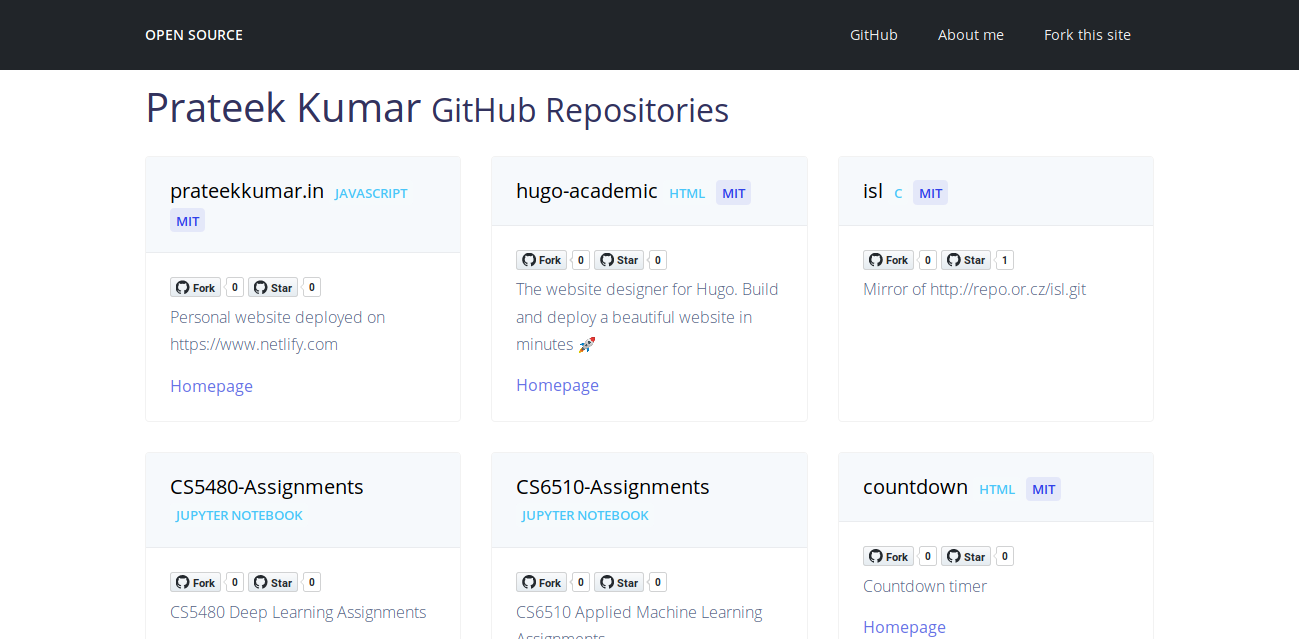 OPEN SOURCE
GitHub About me Fork this site
Prateek Kumar GitHub Repositories
prateekkumar.in JAVASCRIPT
MIT
Fork 0 Star 0
Personal website deployed on
https://www.netlify.com
Homepage
hugo-academic HTML MIT
Fork 0 Star 0
The website designer for Hugo. Build
and deploy a beautiful website in
minutes 🚀
Homepage
isl C MIT
Fork 0 Star 1
Mirror of http://repo.or.cz/isl.git
CS5480-Assignments
JUPYTER NOTEBOOK
Fork 0 Star 0
CS5480 Deep Learning Assignments
CS6510-Assignments
JUPYTER NOTEBOOK
Fork 0 Star 0
CS6510 Applied Machine Learning
Assignments
countdown HTML MIT
Fork 0 Star 0
Countdown timer
Homepage